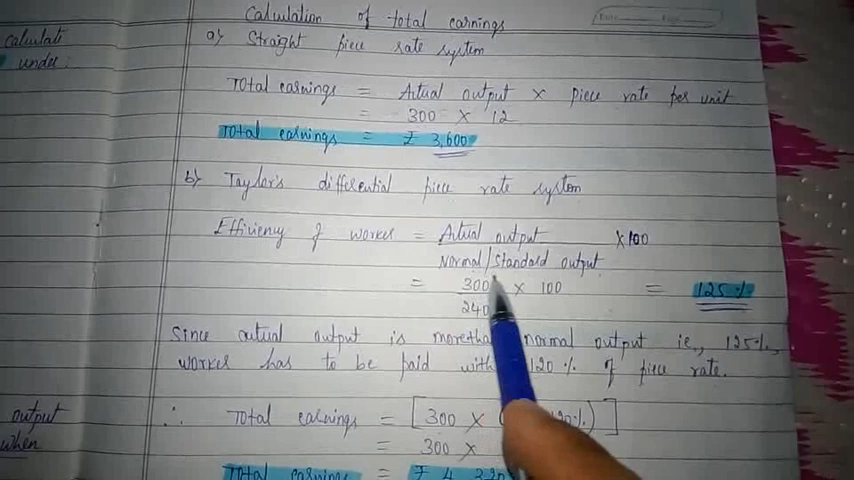 Calculation of total earnings
calculate
under:
a) Straight piece rate system
Total earnings = Actual output × piece rate per unit
= 300 × 12
Total earnings = ₹ 3,600
b) Taylor's differential piece rate system
Efficiency of worker = Actual output ×100
Normal/Standard output
= 300 × 100 = 125%
240
Since actual output is more than normal output ie, 125%,
worker has to be paid with 120% of piece rate.
output
when
∴ Total earnings = [300 × ( 120%)]
= 300 ×
Total earnings = ₹ 4,320